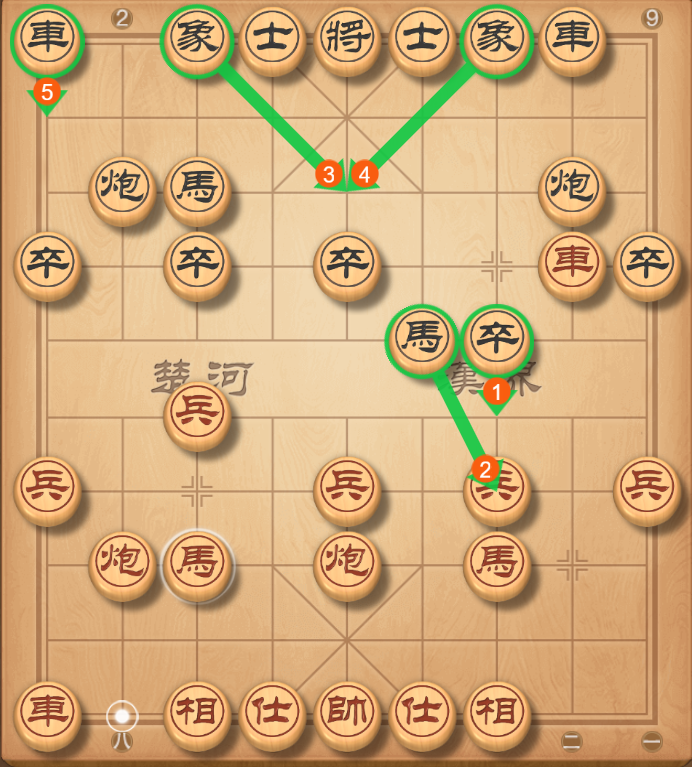 2 9
車 象 士 將 士 象 車
5
3 4
炮 馬 炮
卒 卒 卒 車 卒
馬 卒
楚河
1
兵
2
兵 兵 兵 兵
炮 馬 炮 馬
車 相 仕 帥 仕 相
八 二 一